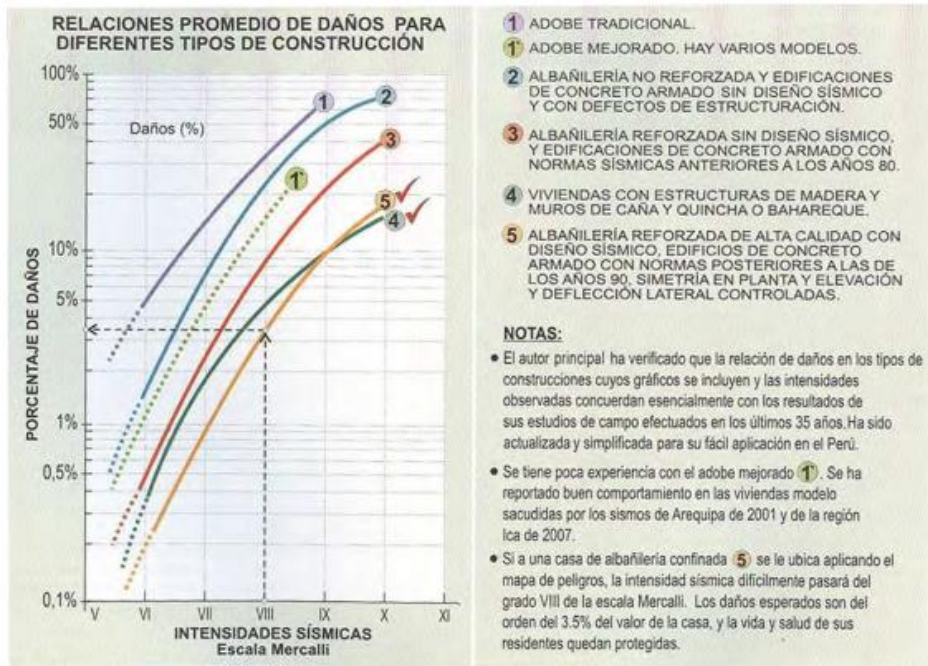 RELACIONES PROMEDIO DE DAÑOS PARA
DIFERENTES TIPOS DE CONSTRUCCIÓN
100%
50%
10%
5%
1%
0,5%
0,1%
PORCENTAJE DE DAÑOS
Daños (%)
1
2
3
1'
5
4
V VI VII VIII IX X XI
INTENSIDADES SÍSMICAS
Escala Mercalli
1 ADOBE TRADICIONAL.
1' ADOBE MEJORADO. HAY VARIOS MODELOS.
2 ALBAÑILERÍA NO REFORZADA Y EDIFICACIONES
DE CONCRETO ARMADO SIN DISEÑO SÍSMICO
Y CON DEFECTOS DE ESTRUCTURACIÓN.
3 ALBAÑILERÍA REFORZADA SIN DISEÑO SÍSMICO,
Y EDIFICACIONES DE CONCRETO ARMADO CON
NORMAS SÍSMICAS ANTERIORES A LOS AÑOS 80.
4 VIVIENDAS CON ESTRUCTURAS DE MADERA Y
MUROS DE CAÑA Y QUINCHA O BAHAREQUE.
5 ALBAÑILERÍA REFORZADA DE ALTA CALIDAD CON
DISEÑO SÍSMICO, EDIFICIOS DE CONCRETO
ARMADO CON NORMAS POSTERIORES A LAS DE
LOS AÑOS 90, SIMETRÍA EN PLANTA Y ELEVACIÓN
Y DEFLECCIÓN LATERAL CONTROLADAS.
NOTAS:
• El autor principal ha verificado que la relación de daños en los tipos de
construcciones cuyos gráficos se incluyen y las intensidades
observadas concuerdan esencialmente con los resultados de
sus estudios de campo efectuados en los últimos 35 años. Ha sido
actualizada y simplificada para su fácil aplicación en el Perú.
• Se tiene poca experiencia con el adobe mejorado 1'. Se ha
reportado buen comportamiento en las viviendas modelo
sacudidas por los sismos de Arequipa de 2001 y de la región
Ica de 2007.
• Si a una casa de albañilería confinada 5 se le ubica aplicando el
mapa de peligros, la intensidad sísmica difícilmente pasará del
grado VIII de la escala Mercalli. Los daños esperados son del
orden del 3.5% del valor de la casa, y la vida y salud de sus
residentes quedan protegidas.